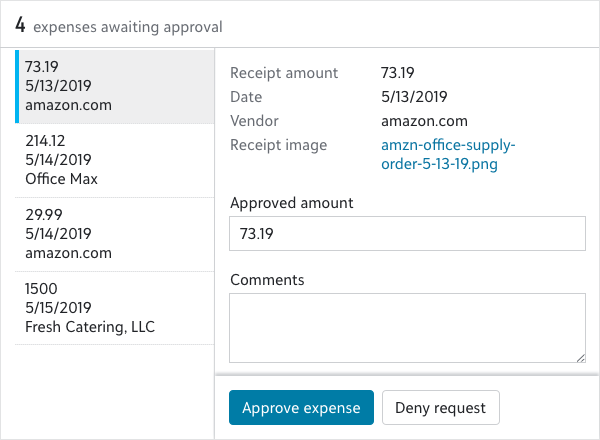 4 expenses awaiting approval
73.19
5/13/2019
amazon.com
214.12
5/14/2019
Office Max
29.99
5/14/2019
amazon.com
1500
5/15/2019
Fresh Catering, LLC
Receipt amount 73.19
Date 5/13/2019
Vendor amazon.com
Receipt image amzn-office-supply-
order-5-13-19.png
Approved amount
73.19
Comments
Approve expense Deny request